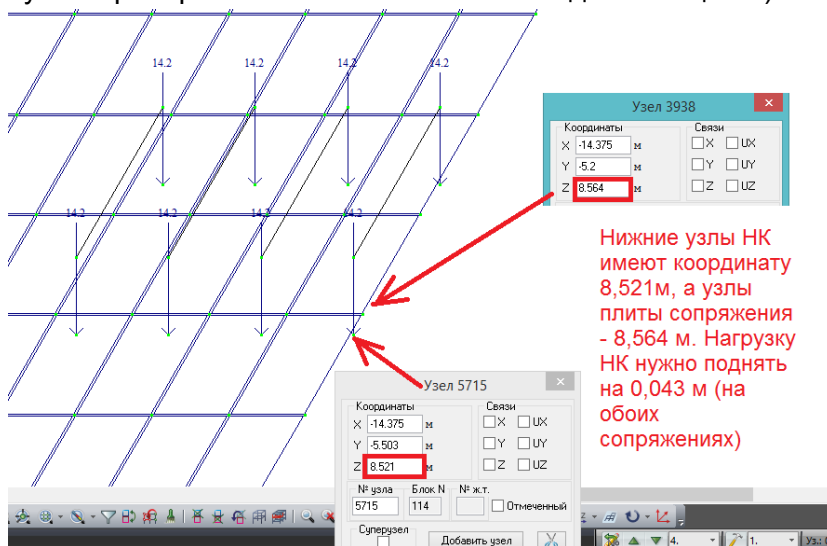 14.2 14.2 14.2 14.2
Узел 3938
Координаты Связи
X -14.375 м X UX
Y -5.2 м Y UY
Z 8.564 м Z UZ
14.2 14.2 14.2 14.2
Нижние узлы НК
имеют координату
8,521м, а узлы
плиты сопряжения
- 8,564 м. Нагрузку
НК нужно поднять
на 0,043 м (на
обоих
сопряжениях)
Узел 5715
Координаты Связи
X -14.375 м X UX
Y -5.503 м Y UY
Z 8.521 м Z UZ
№ узла Блок N № ж.т.
5715 114 Отмеченный
Суперузел
Добавить узел
4. 1. Уз.: